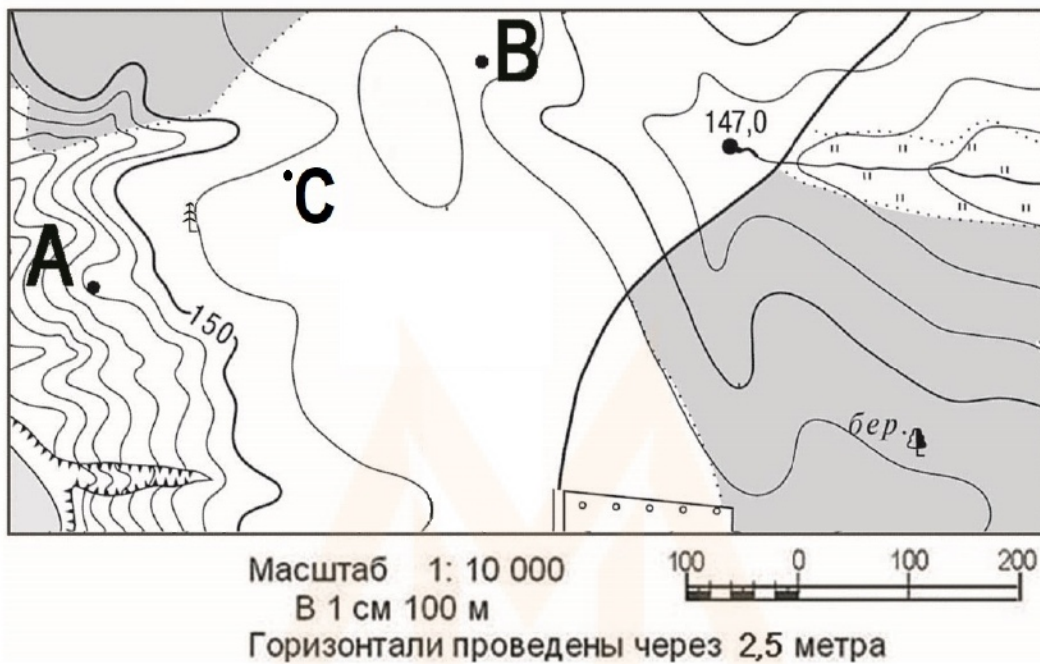 B
147,0
C
A
150
бер.
Масштаб 1: 10 000
В 1 см 100 м
Горизонтали проведены через 2,5 метра
100 0 100 200